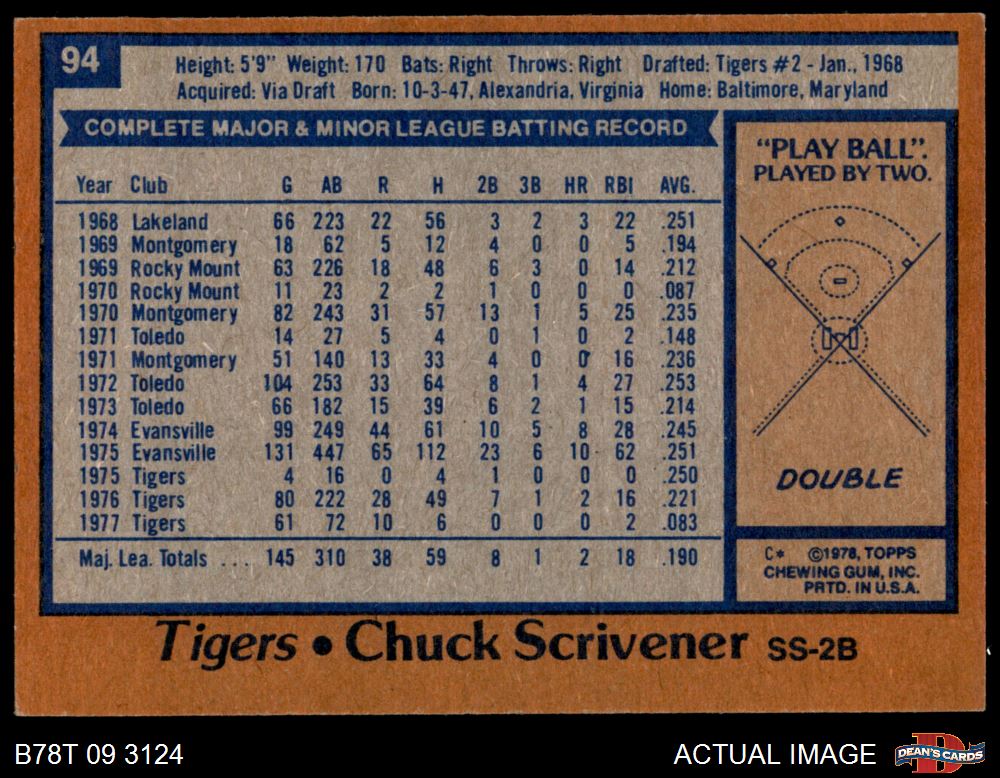 94
Height: 5'9" Weight: 170 Bats: Right Throws: Right Drafted: Tigers #2 - Jan., 1968
Acquired: Via Draft Born: 10-3-47, Alexandria, Virginia Home: Baltimore, Maryland
COMPLETE MAJOR & MINOR LEAGUE BATTING RECORD
Year Club G AB R H 2B 3B HR RBI AVG.
1968 Lakeland 66 223 22 56 3 2 3 22 .251
1969 Montgomery 18 62 5 12 4 0 0 5 .194
1969 Rocky Mount 63 226 18 48 6 3 0 14 .212
1970 Rocky Mount 11 23 2 2 1 0 0 0 .087
1970 Montgomery 82 243 31 57 13 1 5 25 .235
1971 Toledo 14 27 5 4 0 1 0 2 .148
1971 Montgomery 51 140 13 33 4 0 0 16 .236
1972 Toledo 104 253 33 64 8 1 4 27 .253
1973 Toledo 66 182 15 39 6 2 1 15 .214
1974 Evansville 99 249 44 61 10 5 8 28 .245
1975 Evansville 131 447 65 112 23 6 10 62 .251
1975 Tigers 4 16 0 4 1 0 0 0 .250
1976 Tigers 80 222 28 49 7 1 2 16 .221
1977 Tigers 61 72 10 6 0 0 0 2 .083
Maj. Lea. Totals ... 145 310 38 59 8 1 2 18 .190
"PLAY BALL".
PLAYED BY TWO.
DOUBLE
C* ©1978, TOPPS
CHEWING GUM, INC.
PRTD. IN U.S.A.
Tigers • Chuck Scrivener SS-2B
B78T 09 3124
ACTUAL IMAGE
D
DEAN'S CARDS